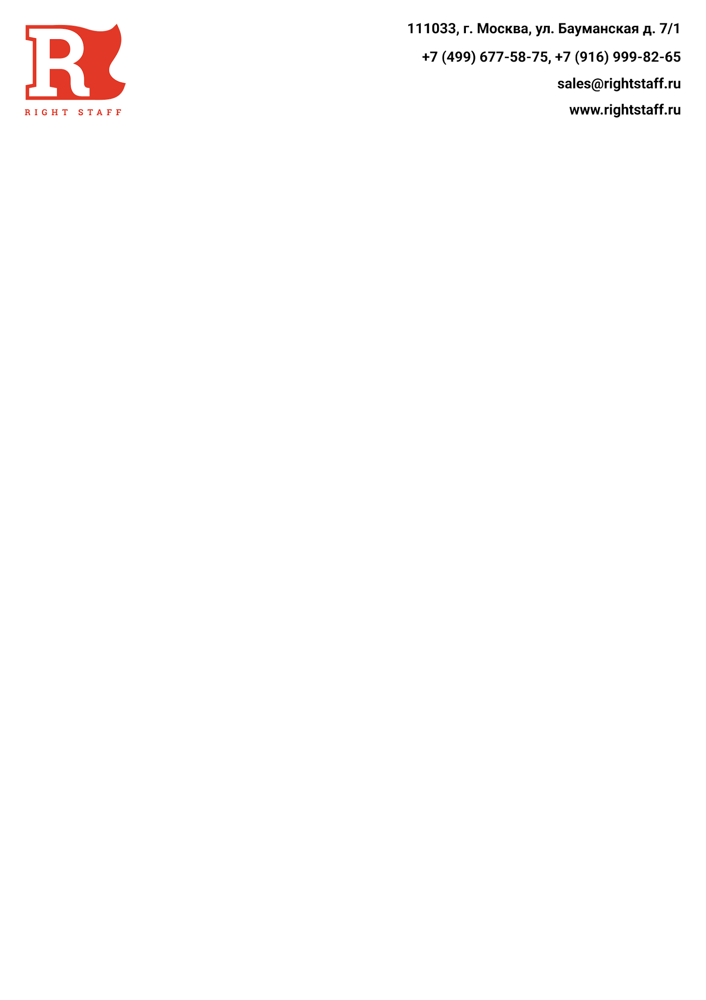 R
RIGHT STAFF
111033, г. Москва, ул. Бауманская д. 7/1
+7 (499) 677-58-75, +7 (916) 999-82-65
sales@rightstaff.ru
www.rightstaff.ru